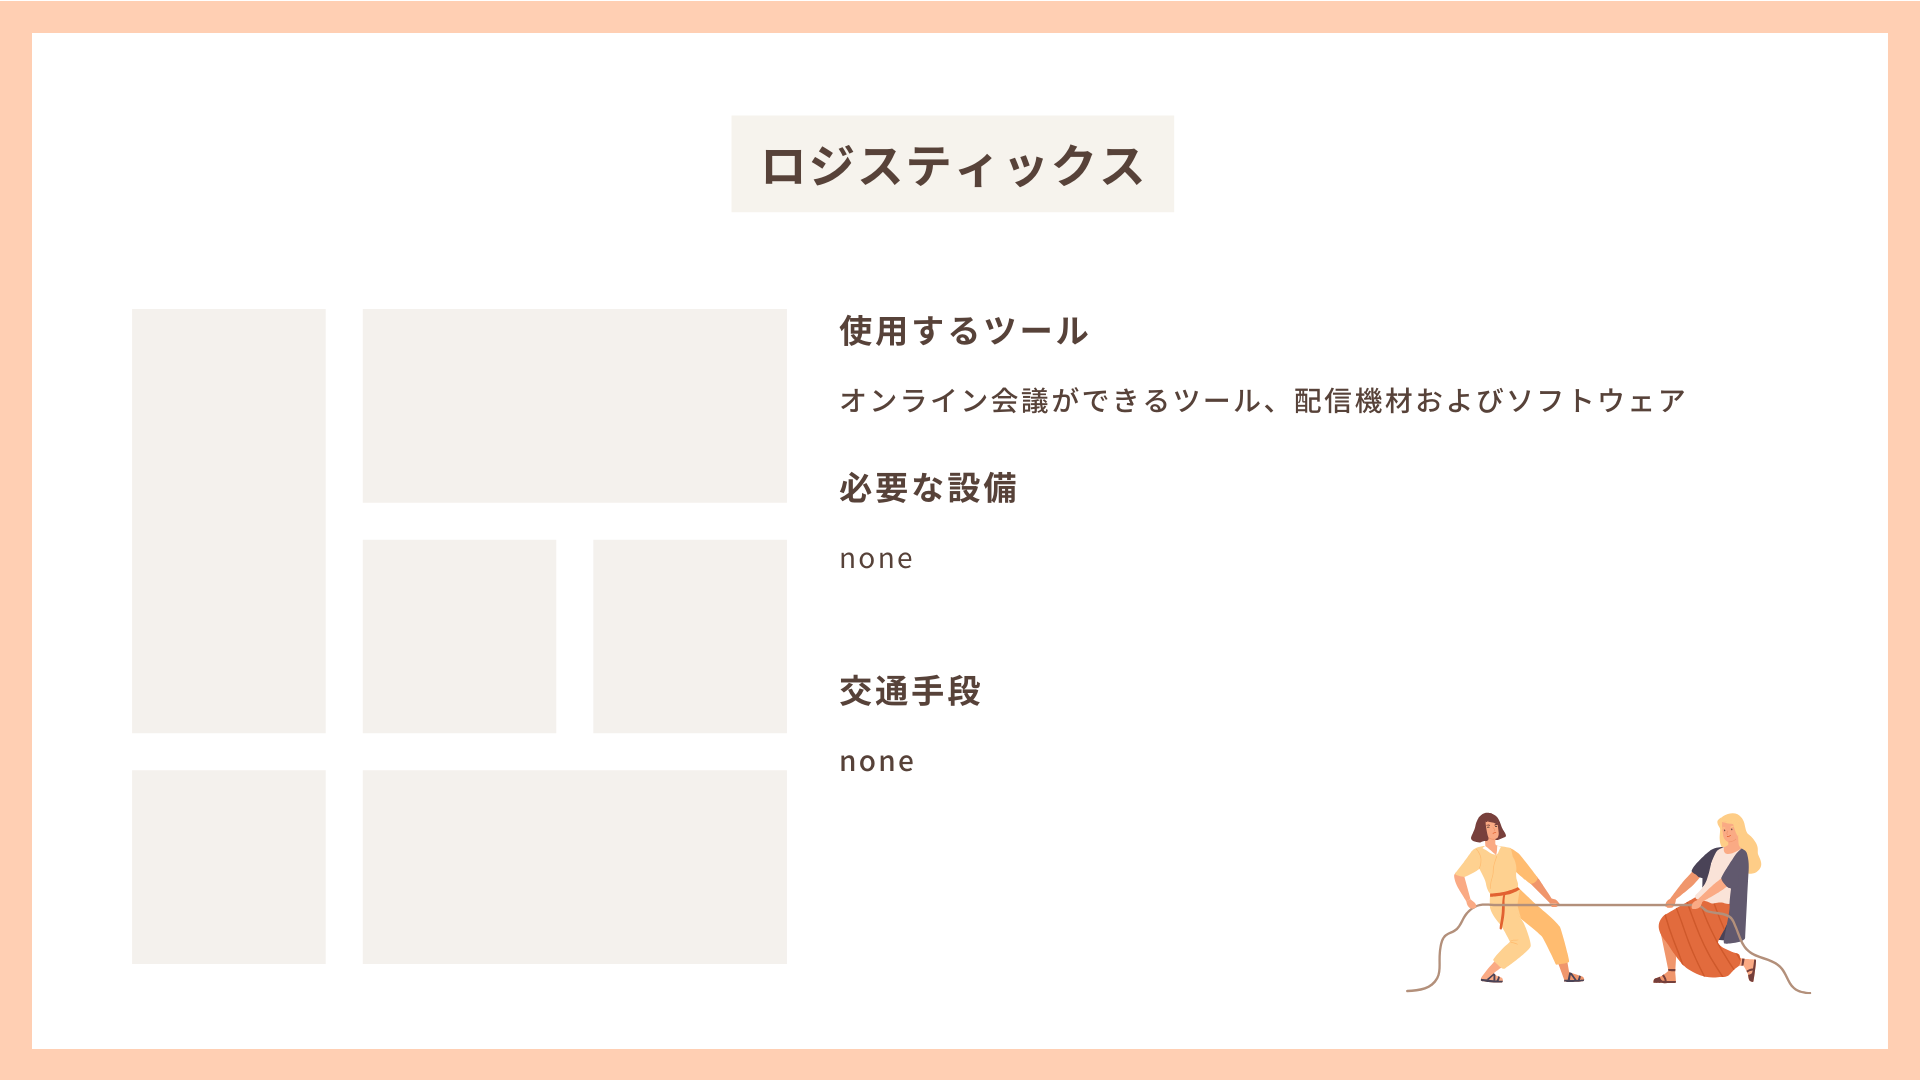 ロジスティックス
使用するツール
オンライン会議ができるツール、配信機材およびソフトウェア
必要な設備
none
交通手段
none